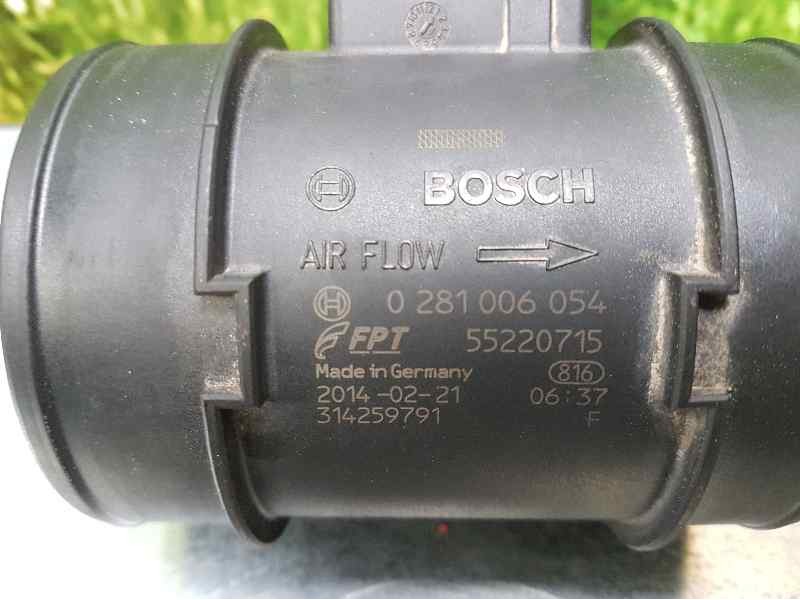 BOSCH
AIR FLOW
0 281 006 054
FPT 55220715
Made in Germany 816
2014-02-21 06:37
314259791 F